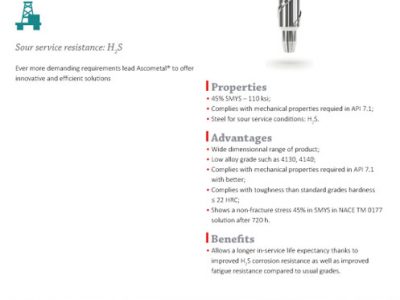 Sour service resistance: H₂S
Ever more demanding requirements lead Ascometal® to offer
innovative and efficient solutions
Properties
• 45% SMYS – 110 ksi;
• Complies with mechanical properties requied in API 7.1;
• Steel for sour service conditions: H₂S.
Advantages
• Wide dimensionnal range of product;
• Low alloy grade such as 4130, 4140;
• Complies with mechanical properties required in API 7.1
with better;
• Complies with toughness than standard grades hardness
≤ 22 HRC;
• Shows a non-fracture stress 45% in SMYS in NACE TM 0177
solution after 720 h.
Benefits
• Allows a longer in-service life expectancy thanks to
improved H₂S corrosion resistance as well as improved
fatigue resistance compared to usual grades.